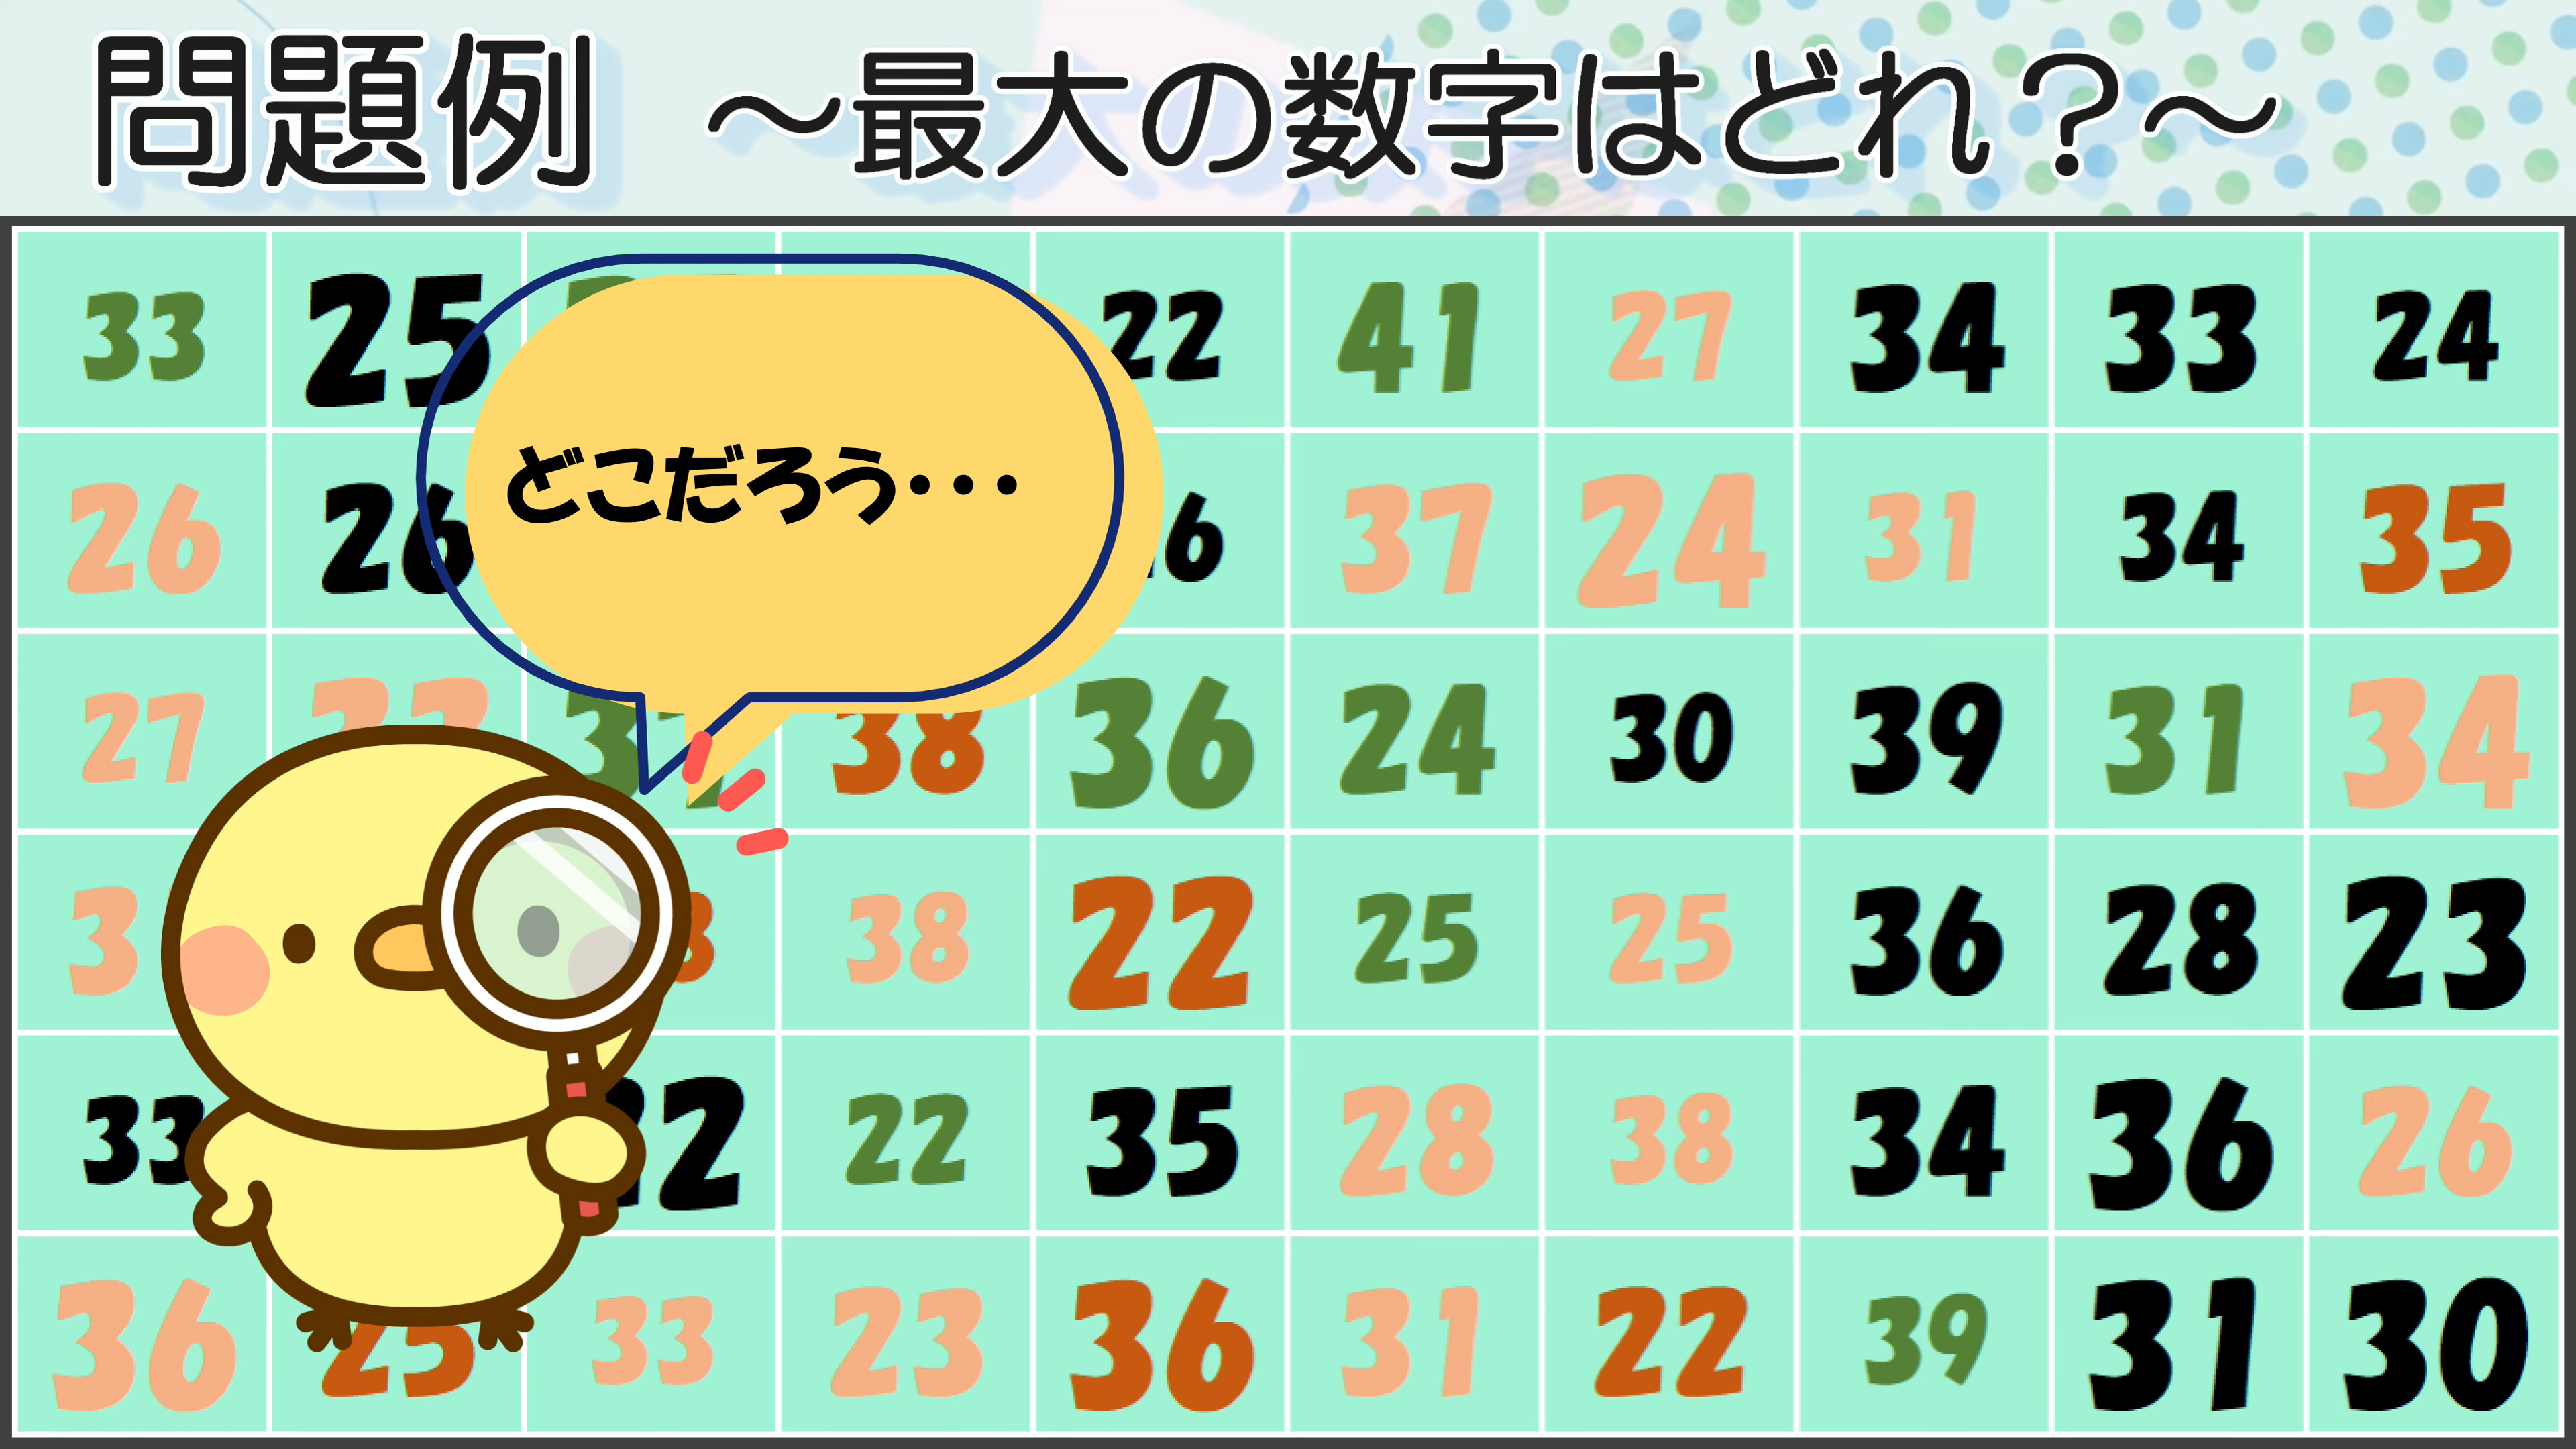 問題例 ～最大の数字はどれ？～
33 25 22 41 27 34 33 24
どこだろう・・・
26 26 6 37 24 31 34 35
27 38 36 24 30 39 31 34
3 38 22 25 25 36 28 23
33 2 22 35 28 38 34 36 26
36 33 23 36 31 22 39 31 30